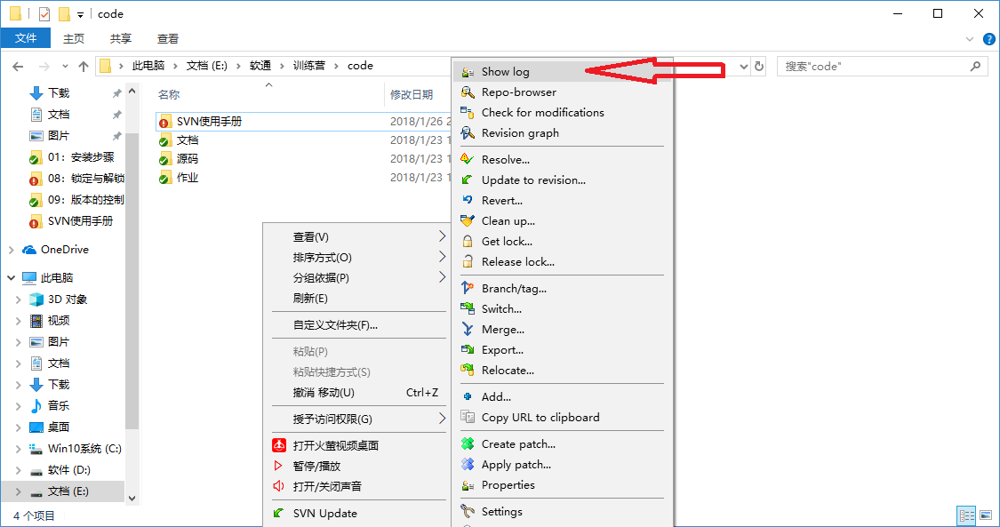 code
文件
主页
共享
查看
此电脑
文档 (E:)
软通
训练营
code
搜索"code"
下载
文档
图片
01：安装步骤
08：锁定与解锁
09：版本的控制
SVN使用手册
OneDrive
此电脑
3D 对象
视频
图片
文档
下载
音乐
桌面
Win10系统 (C:)
软件 (D:)
文档 (E:)
4 个项目
名称
修改日期
SVN使用手册
2018/1/26 2
文档
2018/1/23 1
源码
2018/1/23 1
作业
2018/1/23 1
查看(V)
排序方式(O)
分组依据(P)
刷新(E)
自定义文件夹(F)...
粘贴(P)
粘贴快捷方式(S)
撤消 移动(U) Ctrl+Z
授予访问权限(G)
打开火萤视频桌面
暂停/播放
打开/关闭声音
SVN Update
Show log
Repo-browser
Check for modifications
Revision graph
Resolve...
Update to revision...
Revert...
Clean up...
Get lock...
Release lock...
Branch/tag...
Switch...
Merge...
Export...
Relocate...
Add...
Copy URL to clipboard
Create patch...
Apply patch...
Properties
Settings